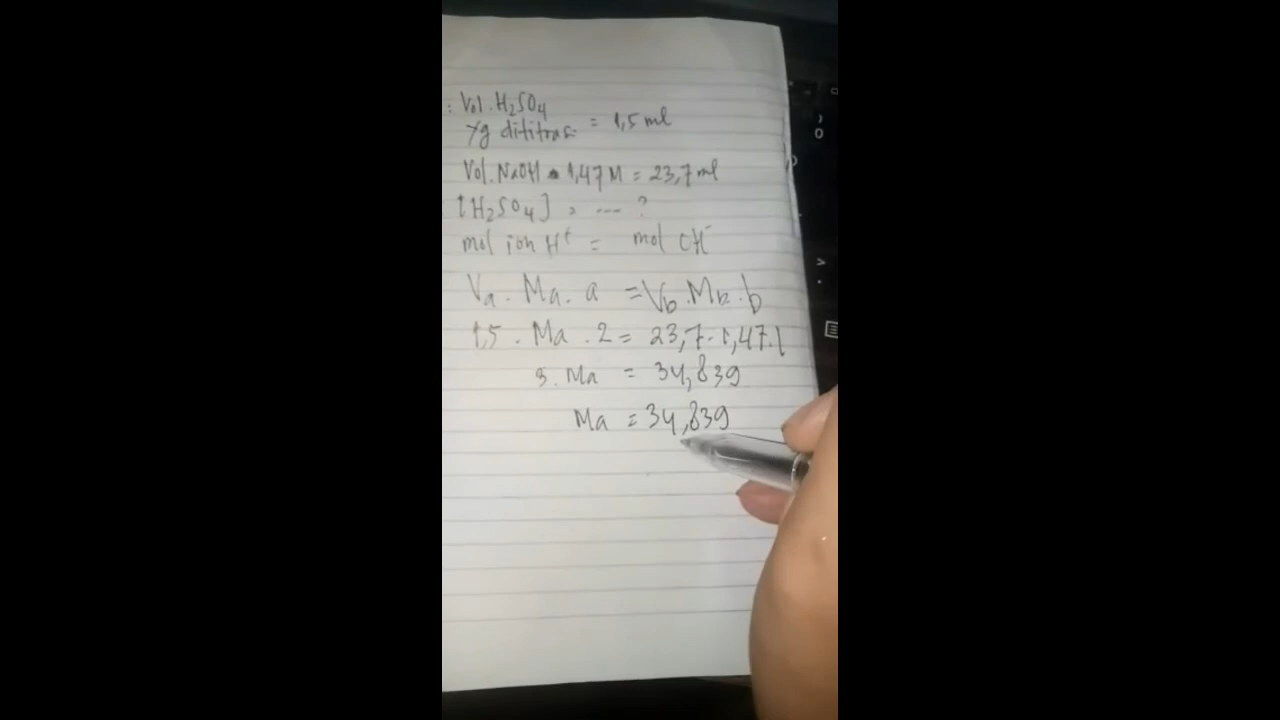 : Vol. H₂SO₄
yg dititrasi = 1,5 ml
Vol. NaOH 1,47 M = 23,7 ml
[H₂SO₄] = .... ?
mol ion H⁺ = mol OH⁻
Va . Ma . a = Vb . Mb . b
1,5 . Ma . 2 = 23,7 . 1,47 . 1
3 . Ma = 34,839
Ma = 34,839